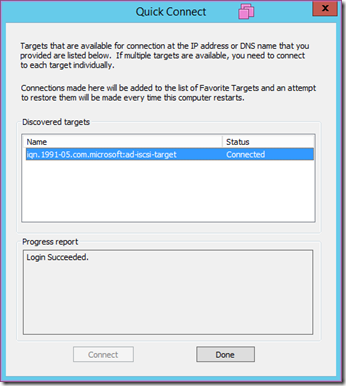 Quick Connect
x
Targets that are available for connection at the IP address or DNS name that you
provided are listed below.  If multiple targets are available, you need to connect
to each target individually.
Connections made here will be added to the list of Favorite Targets and an attempt
to restore them will be made every time this computer restarts.
Discovered targets
Name Status
iqn.1991-05.com.microsoft:ad-iscsi-target Connected
Progress report
Login Succeeded.
Connect Done